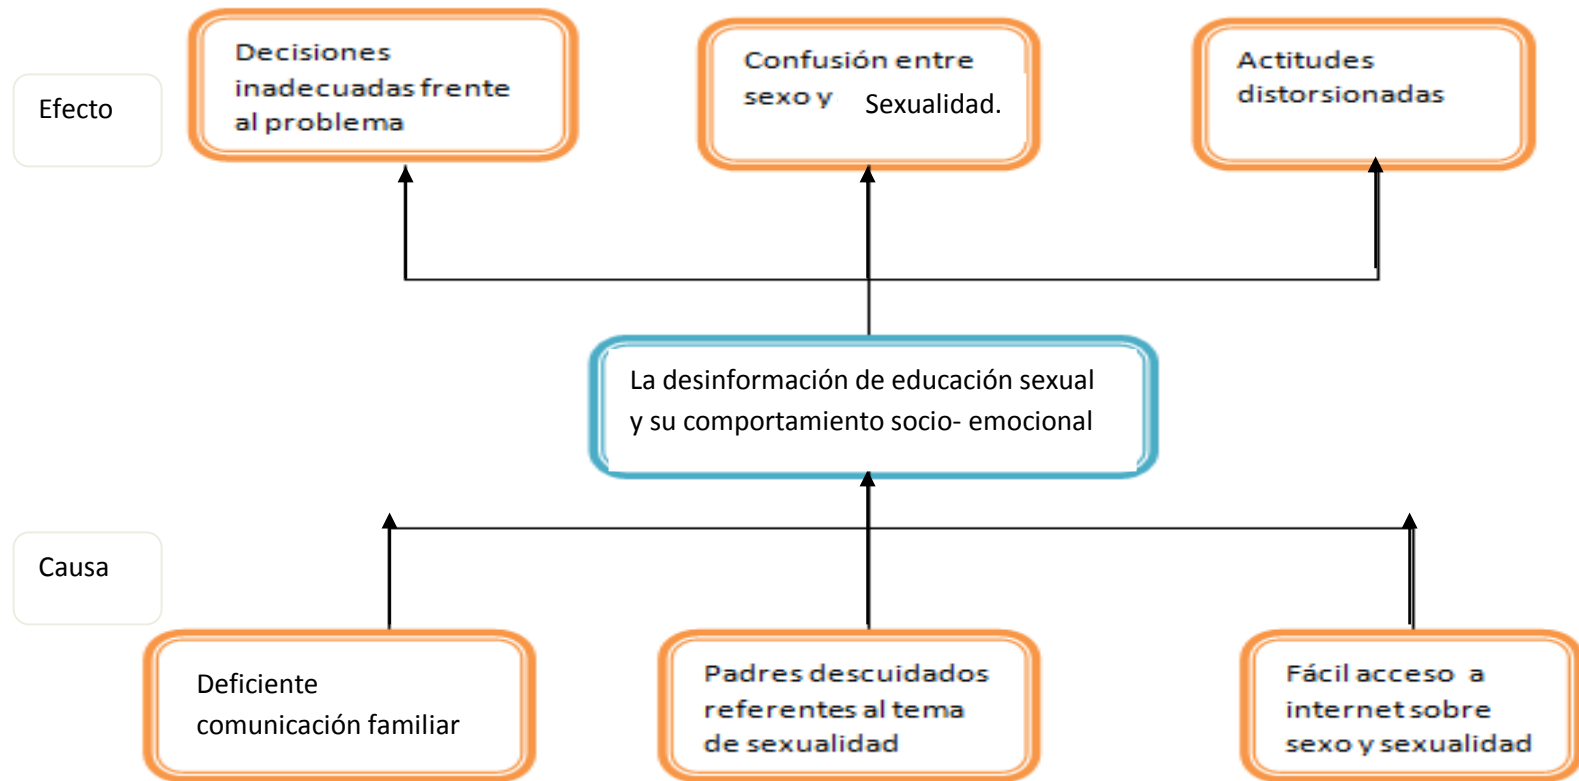 Efecto
Decisiones
inadecuadas frente
al problema
Confusión entre
sexo y Sexualidad.
Actitudes
distorsionadas
La desinformación de educación sexual
y su comportamiento socio- emocional
Causa
Deficiente
comunicación familiar
Padres descuidados
referentes al tema
de sexualidad
Fácil acceso a
internet sobre
sexo y sexualidad